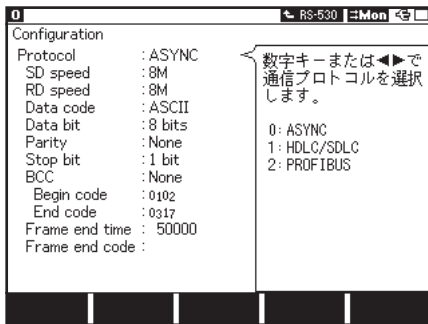 0 RS-530 Mon
Configuration
Protocol : ASYNC
SD speed : 8M
RD speed : 8M
Data code : ASCII
Data bit : 8 bits
Parity : None
Stop bit : 1 bit
BCC : None
Begin code : 0102
End code : 0317
Frame end time : 50000
Frame end code :
数字キーまたは◀▶で
通信プロトコルを選択
します。
0: ASYNC
1: HDLC/SDLC
2: PROFIBUS